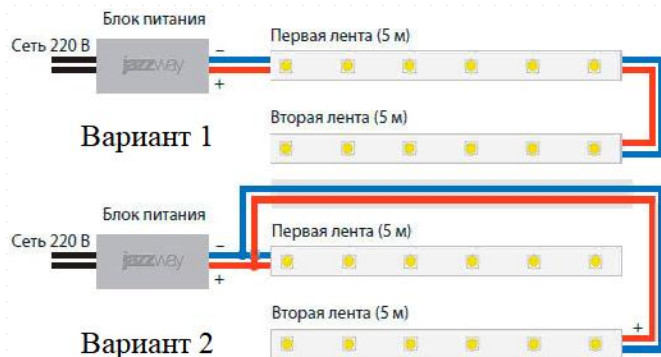 Блок питания
Сеть 220 В
jazzway
–
+
Первая лента (5 м)
Вторая лента (5 м)
Вариант 1
Блок питания
Сеть 220 В
jazzway
–
+
Первая лента (5 м)
Вторая лента (5 м)
+
Вариант 2